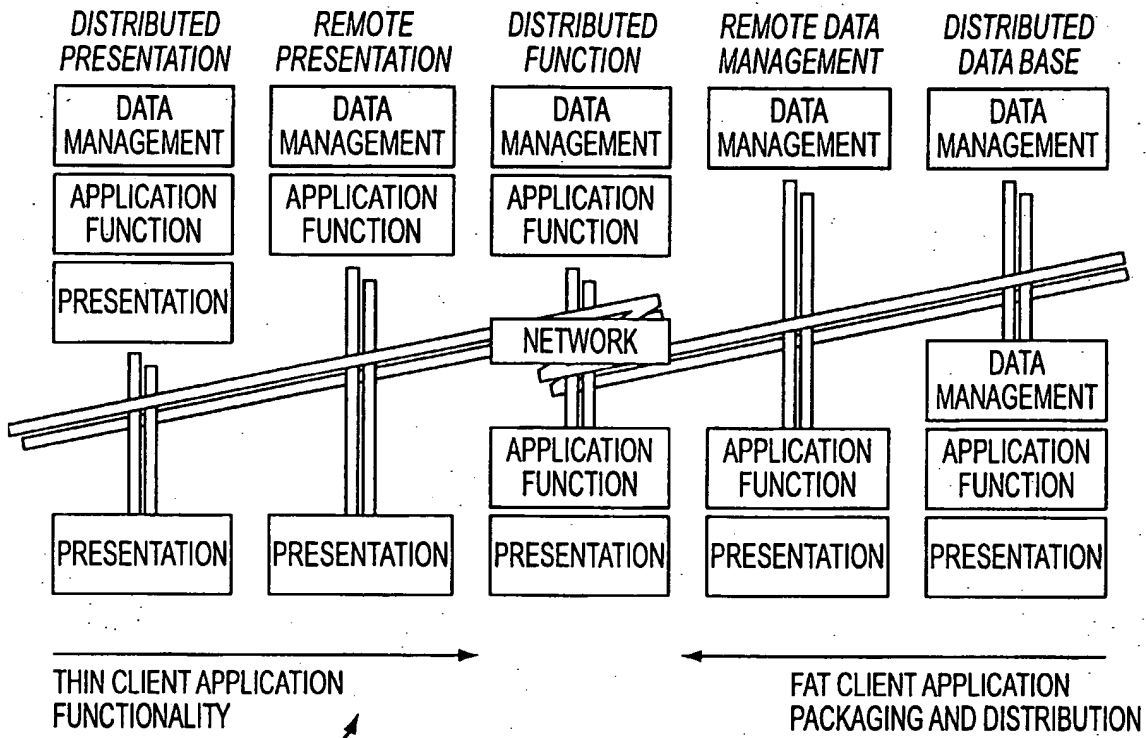 DISTRIBUTED
PRESENTATION
REMOTE
PRESENTATION
DISTRIBUTED
FUNCTION
REMOTE DATA
MANAGEMENT
DISTRIBUTED
DATA BASE
DATA
MANAGEMENT
DATA
MANAGEMENT
DATA
MANAGEMENT
DATA
MANAGEMENT
DATA
MANAGEMENT
APPLICATION
FUNCTION
APPLICATION
FUNCTION
APPLICATION
FUNCTION
PRESENTATION
NETWORK
DATA
MANAGEMENT
APPLICATION
FUNCTION
APPLICATION
FUNCTION
APPLICATION
FUNCTION
PRESENTATION
PRESENTATION
PRESENTATION
PRESENTATION
PRESENTATION
THIN CLIENT APPLICATION
FUNCTIONALITY
FAT CLIENT APPLICATION
PACKAGING AND DISTRIBUTION